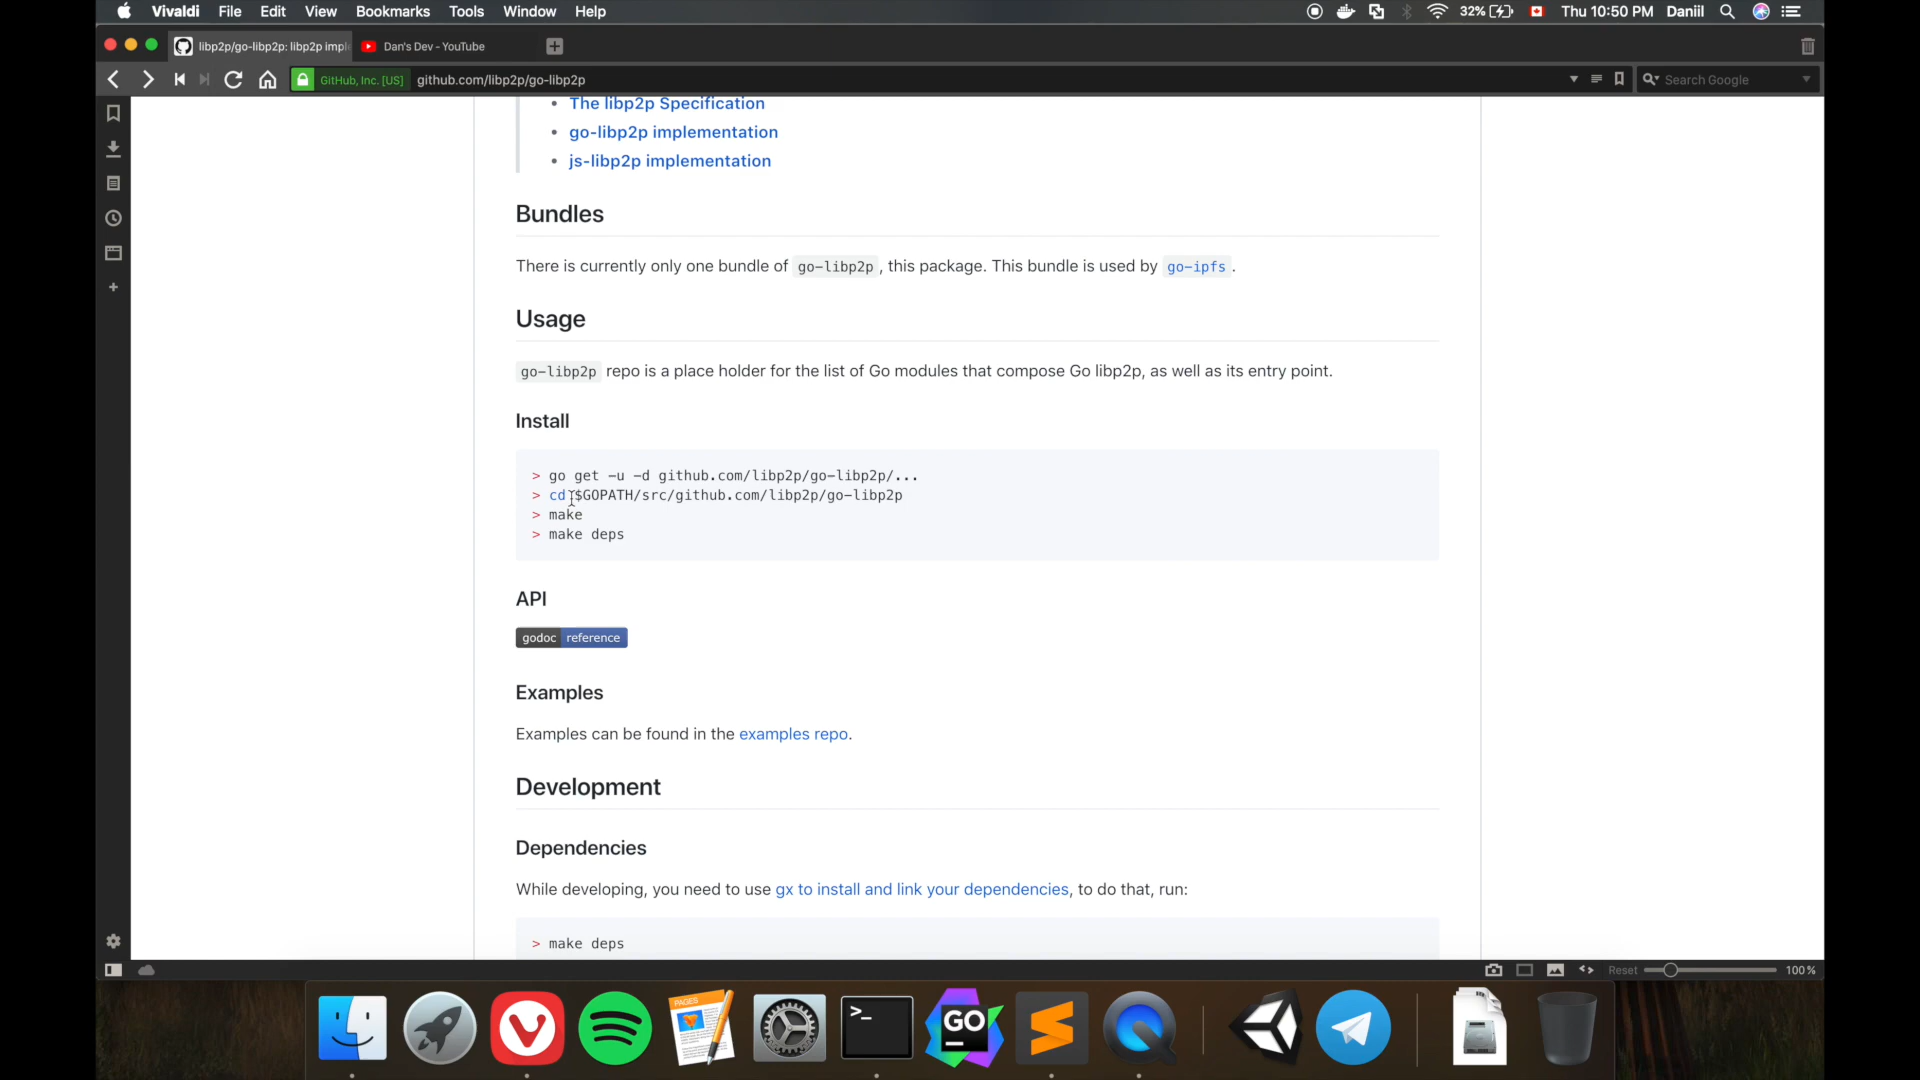 Vivaldi File Edit View Bookmarks Tools Window Help 32% Thu 10:50 PM Daniil
libp2p/go-libp2p: libp2p impl Dan's Dev - YouTube
GitHub, Inc. [US] github.com/libp2p/go-libp2p Search Google
• The libp2p Specification
• go-libp2p implementation
• js-libp2p implementation
Bundles
There is currently only one bundle of go-libp2p, this package. This bundle is used by go-ipfs.
Usage
go-libp2p repo is a place holder for the list of Go modules that compose Go libp2p, as well as its entry point.
Install
> go get -u -d github.com/libp2p/go-libp2p/...
> cd $GOPATH/src/github.com/libp2p/go-libp2p
> make
> make deps
API
godoc reference
Examples
Examples can be found in the examples repo.
Development
Dependencies
While developing, you need to use gx to install and link your dependencies, to do that, run:
> make deps
Reset 100%
PAGES
>_
GO